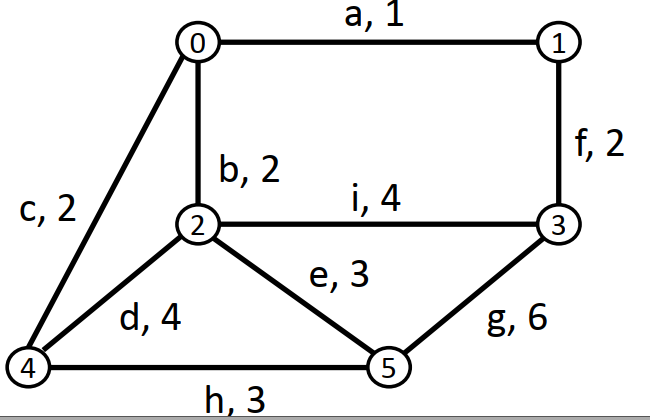 a, 1
0
1
f, 2
b, 2
c, 2
i, 4
2
3
e, 3
d, 4
g, 6
4
5
h, 3